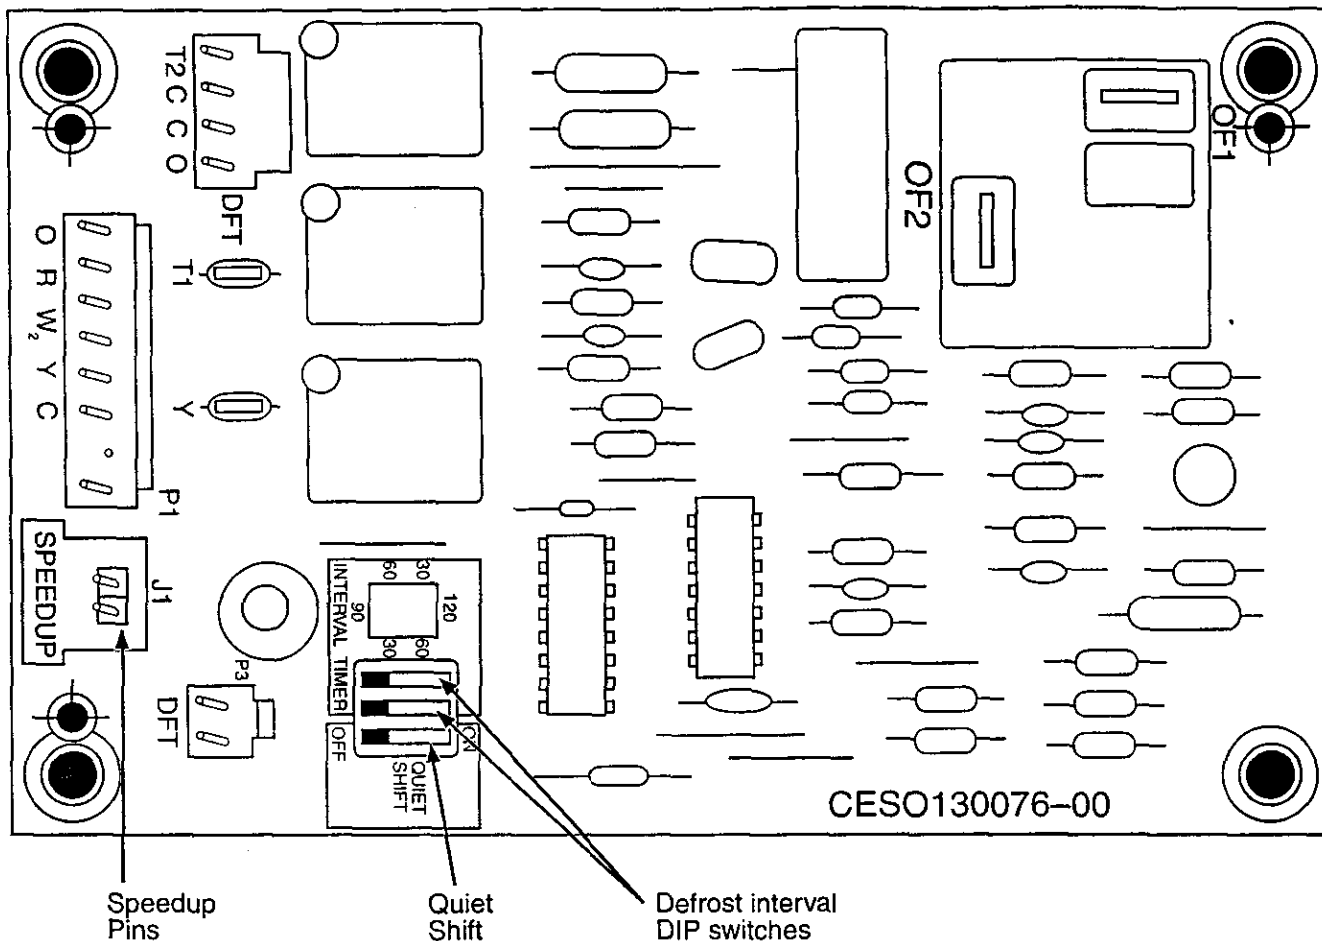 T2 C C O
DFT
OF1
OF2
O R W₂ Y C
T1
Y
P1
SPEEDUP
J1
INTERVAL TIMER
60 30
90 120
30 60
P3
DFT
OFF
ON
QUIET
SHIFT
CESO130076-00
Speedup
Pins
Quiet
Shift
Defrost interval
DIP switches